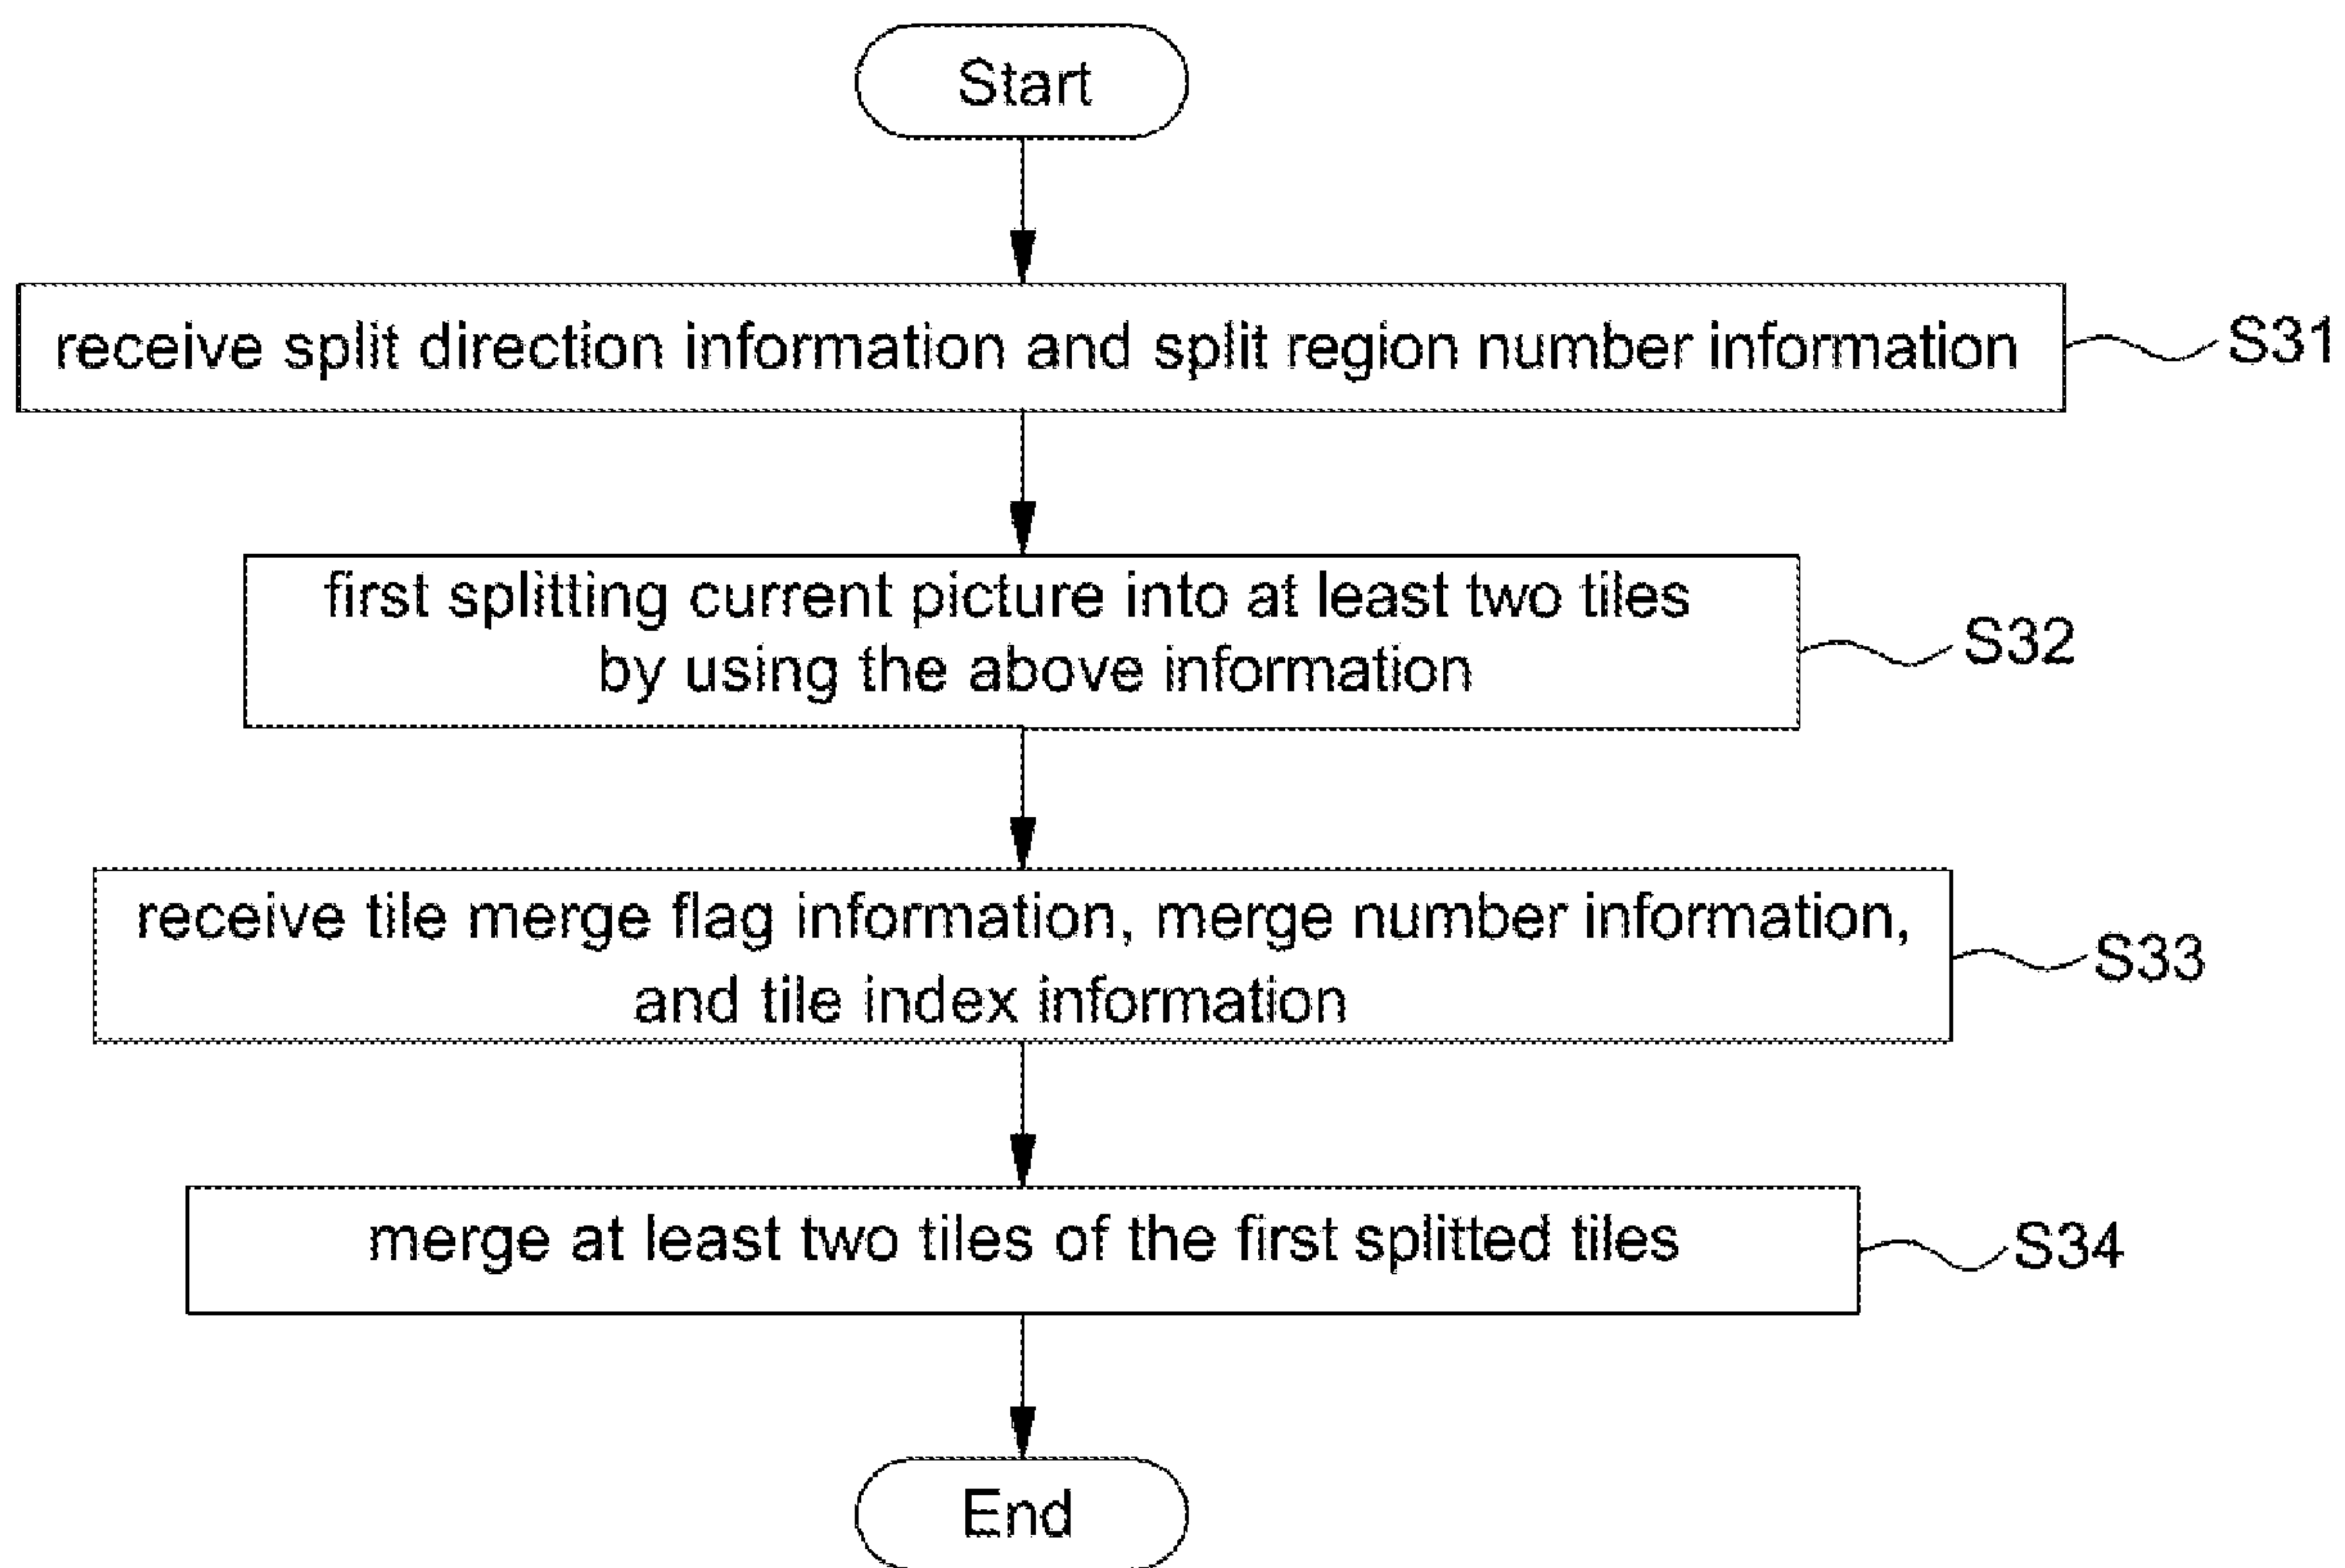 Start
receive split direction information and split region number information
S31
first splitting current picture into at least two tiles
by using the above information
S32
receive tile merge flag information, merge number information,
and tile index information
S33
merge at least two tiles of the first splitted tiles
S34
End